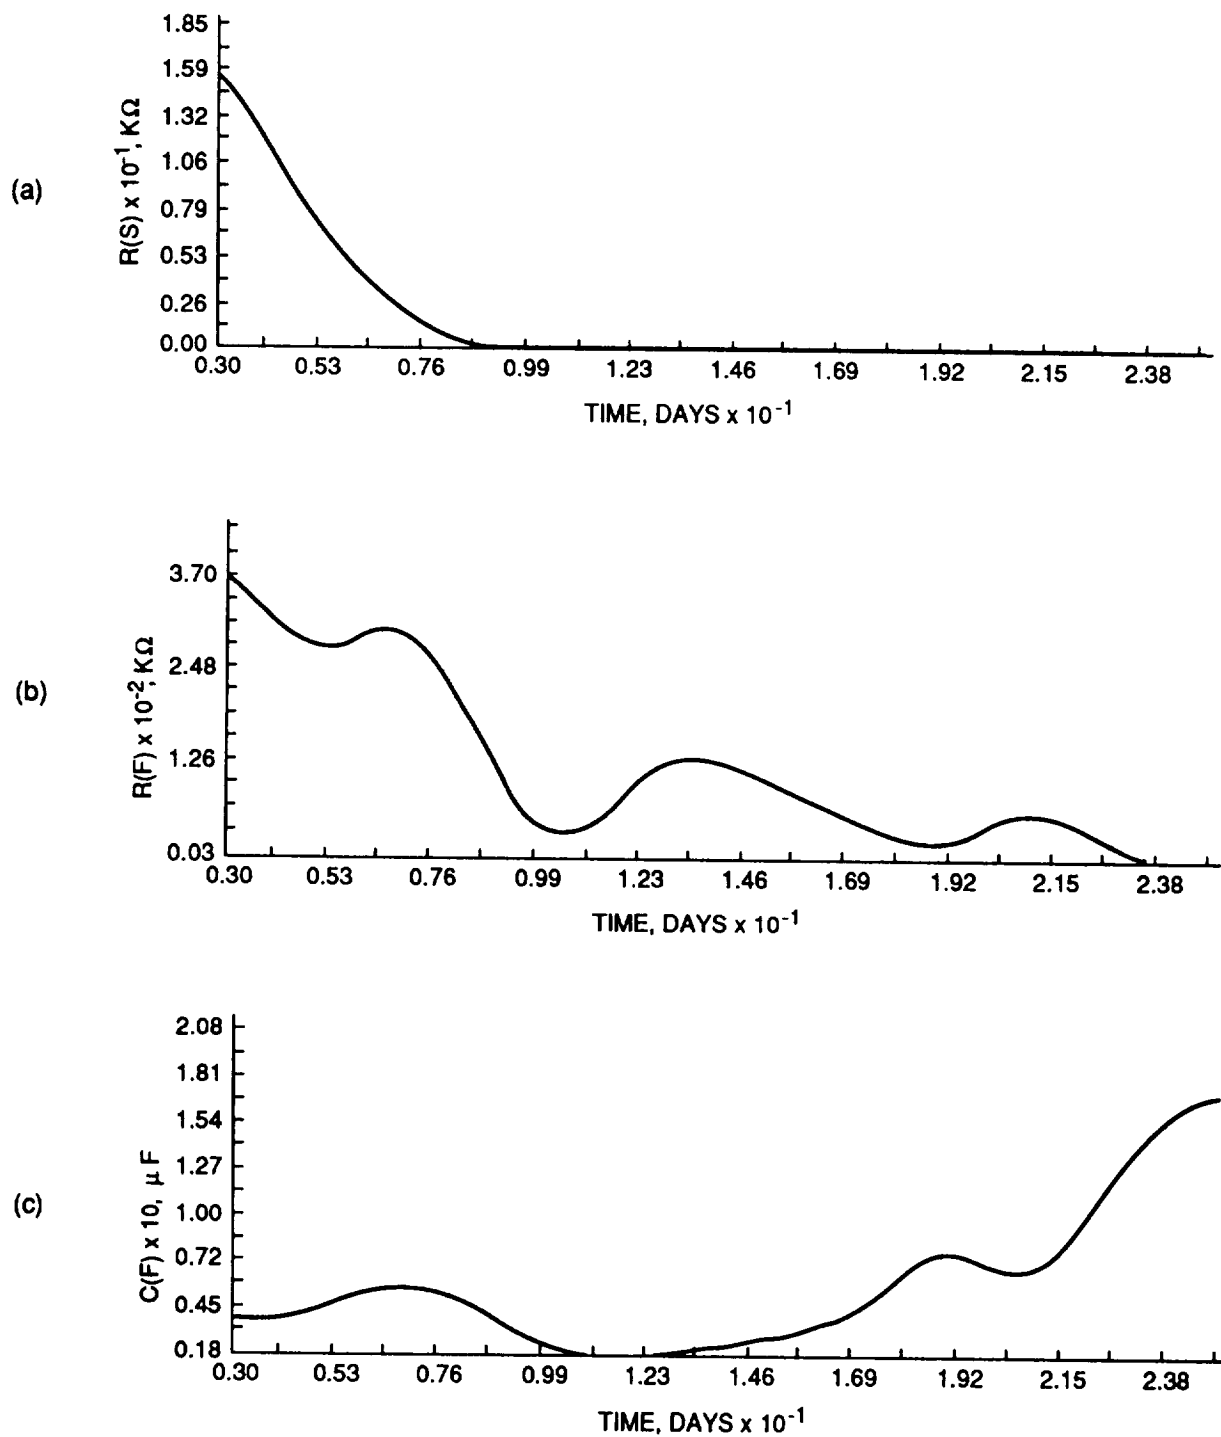 (a)
R(S) x 10-1, KΩ
1.85
1.59
1.32
1.06
0.79
0.53
0.26
0.00
0.30 0.53 0.76 0.99 1.23 1.46 1.69 1.92 2.15 2.38
TIME, DAYS x 10-1
(b)
R(F) x 10-2, KΩ
3.70
2.48
1.26
0.03
0.30 0.53 0.76 0.99 1.23 1.46 1.69 1.92 2.15 2.38
TIME, DAYS x 10-1
(c)
C(F) x 10, μF
2.08
1.81
1.54
1.27
1.00
0.72
0.45
0.18
0.30 0.53 0.76 0.99 1.23 1.46 1.69 1.92 2.15 2.38
TIME, DAYS x 10-1